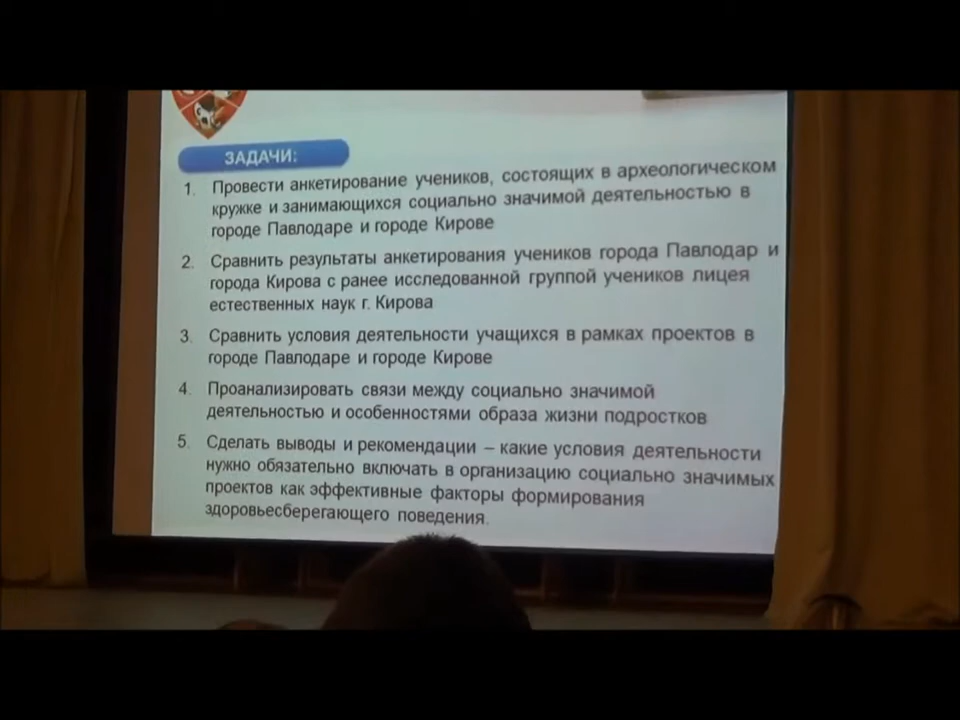 ЗАДАЧИ:
1. Провести анкетирование учеников, состоящих в археологическом
кружке и занимающихся социально значимой деятельностью в
городе Павлодаре и городе Кирове
2. Сравнить результаты анкетирования учеников города Павлодар и
города Кирова с ранее исследованной группой учеников лицея
естественных наук г. Кирова
3. Сравнить условия деятельности учащихся в рамках проектов в
городе Павлодаре и городе Кирове
4. Проанализировать связи между социально значимой
деятельностью и особенностями образа жизни подростков
5. Сделать выводы и рекомендации – какие условия деятельности
нужно обязательно включать в организацию социально значимых
проектов как эффективные факторы формирования
здоровьесберегающего поведения.